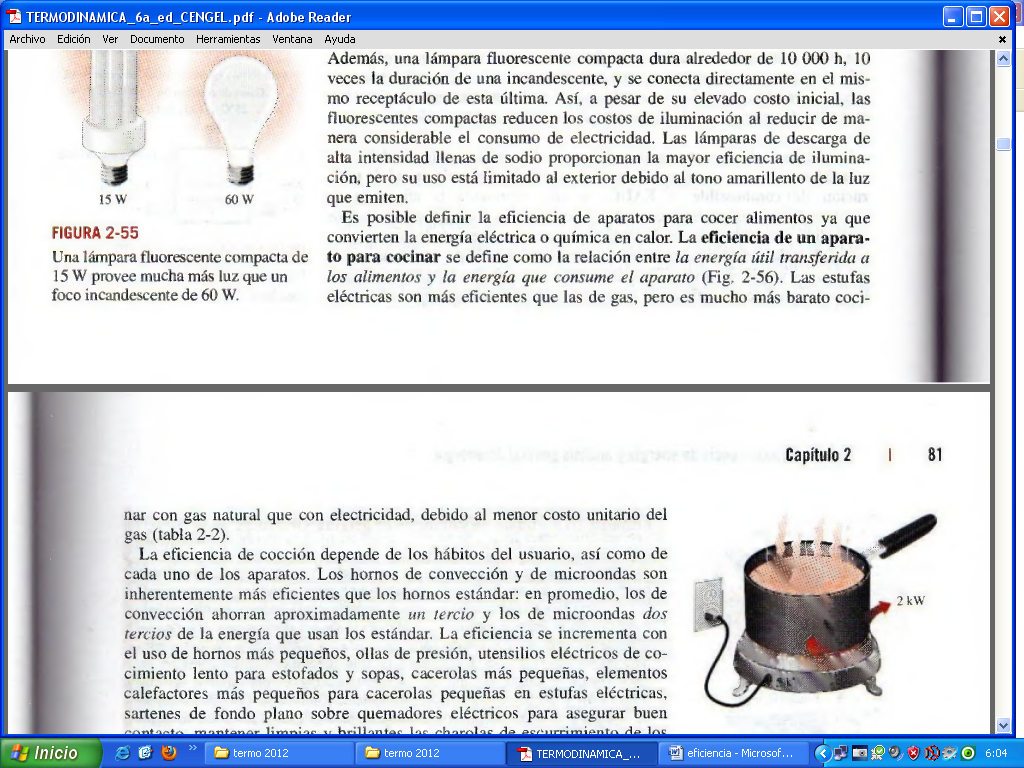 TERMODINAMICA_6a_ed_CENGEL.pdf - Adobe Reader
Archivo Edición Ver Documento Herramientas Ventana Ayuda
15 W
60 W
FIGURA 2-55
Una lámpara fluorescente compacta de
15 W provee mucha más luz que un
foco incandescente de 60 W.
Además, una lámpara fluorescente compacta dura alrededor de 10 000 h, 10
veces la duración de una incandescente, y se conecta directamente en el mis-
mo receptáculo de esta última. Así, a pesar de su elevado costo inicial, las
fluorescentes compactas reducen los costos de iluminación al reducir de ma-
nera considerable el consumo de electricidad. Las lámparas de descarga de
alta intensidad llenas de sodio proporcionan la mayor eficiencia de ilumina-
ción, pero su uso está limitado al exterior debido al tono amarillento de la luz
que emiten.
Es posible definir la eficiencia de aparatos para cocer alimentos ya que
convierten la energía eléctrica o química en calor. La eficiencia de un apara-
to para cocinar se define como la relación entre la energía útil transferida a
los alimentos y la energía que consume el aparato (Fig. 2-56). Las estufas
eléctricas son más eficientes que las de gas, pero es mucho más barato coci-
Capítulo 2 | 81
nar con gas natural que con electricidad, debido al menor costo unitario del
gas (tabla 2-2).
La eficiencia de cocción depende de los hábitos del usuario, así como de
cada uno de los aparatos. Los hornos de convección y de microondas son
inherentemente más eficientes que los hornos estándar: en promedio, los de
convección ahorran aproximadamente un tercio y los de microondas dos
tercios de la energía que usan los estándar. La eficiencia se incrementa con
el uso de hornos más pequeños, ollas de presión, utensilios eléctricos de co-
cimiento lento para estofados y sopas, cacerolas más pequeñas, elementos
calefactores más pequeños para cacerolas pequeñas en estufas eléctricas,
sartenes de fondo plano sobre quemadores eléctricos para asegurar buen
contacto, mantener limpias y brillantes las charolas de escurrimiento de los
2 kW
Inicio
termo 2012
termo 2012
TERMODINAMICA_...
eficiencia - Microsof...
6:04